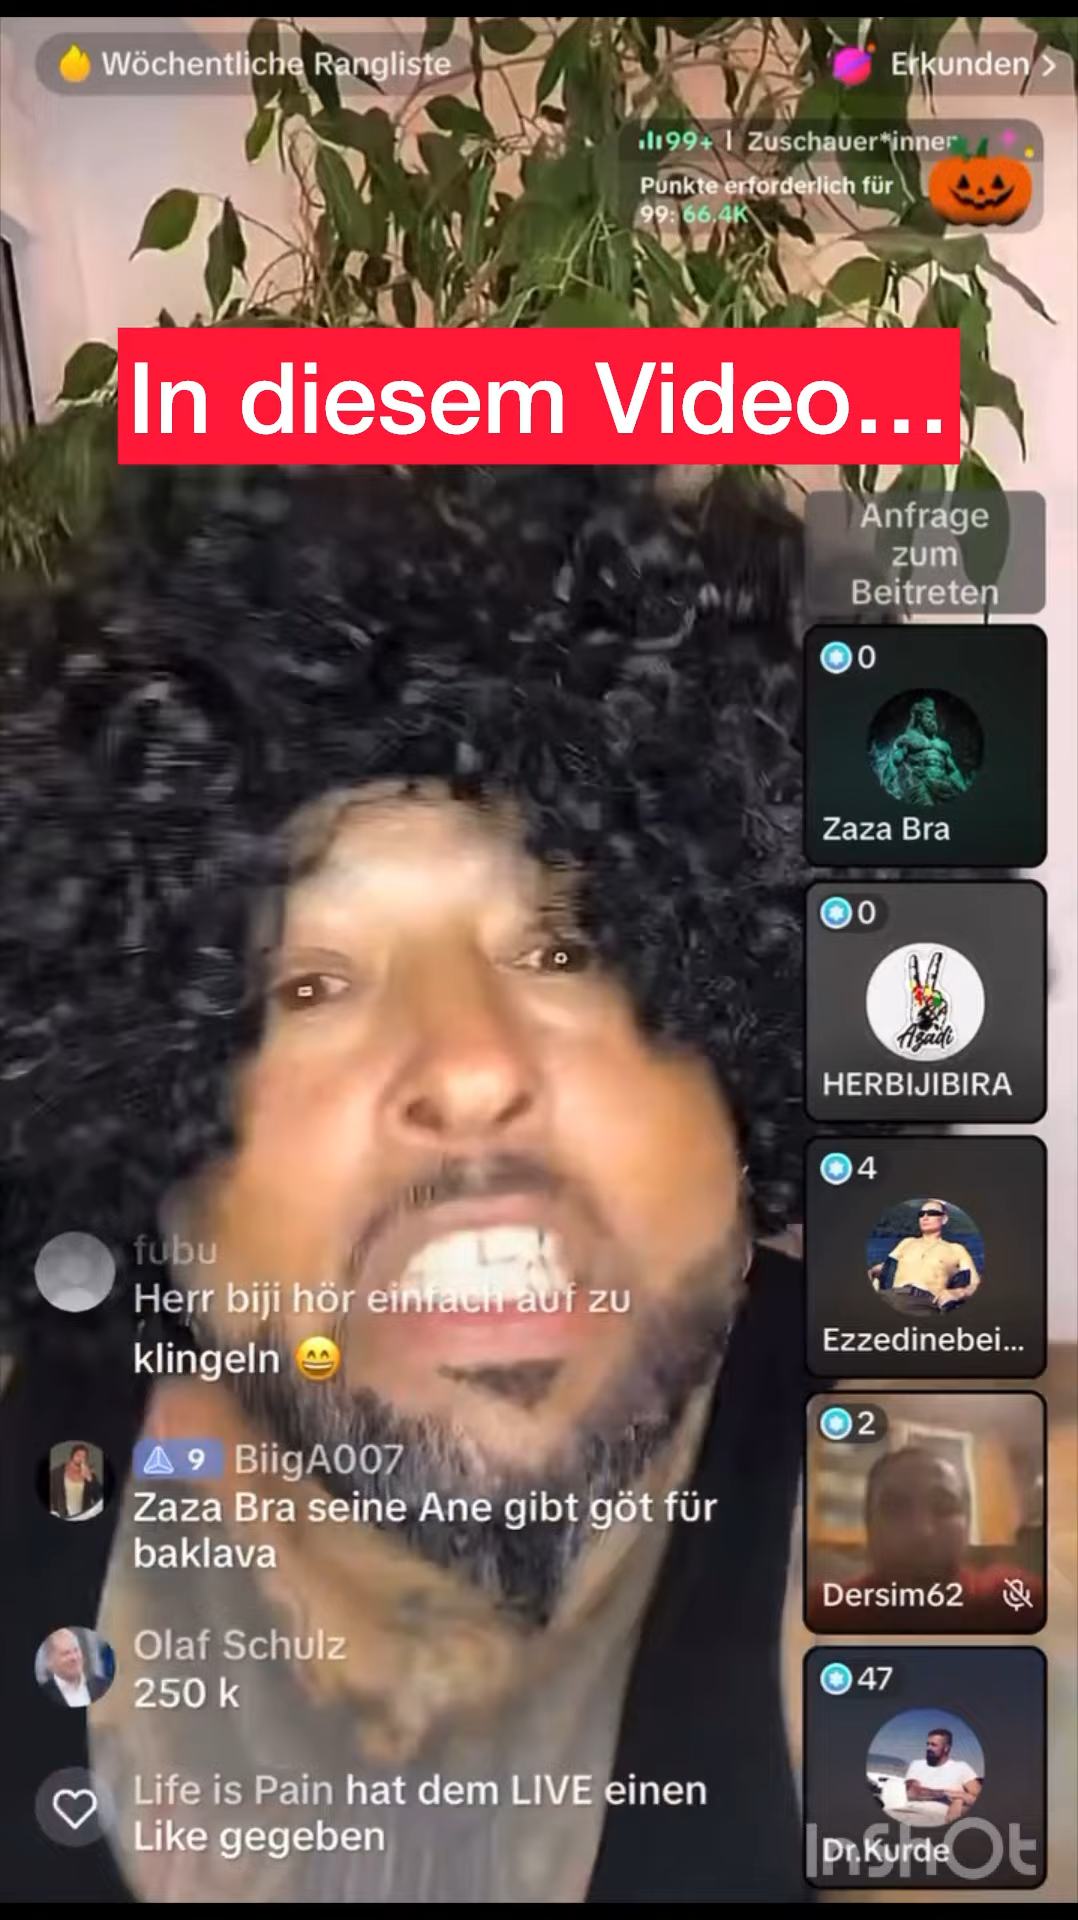 Wöchentliche Rangliste
Erkunden >
99+ | Zuschauer*innen
Punkte erforderlich für
99: 66.4K
In diesem Video...
Anfrage
zum
Beitreten
0
Zaza Bra
0
Azadi
HERBIJIBIRA
4
Ezzedinebei...
2
Dersim62
47
Dr.Kurde
fubu
Herr biji hör einfach auf zu
klingeln 😄
9 BiigA007
Zaza Bra seine Ane gibt göt für
baklava
Olaf Schulz
250 k
Life is Pain hat dem LIVE einen
Like gegeben
InShOt